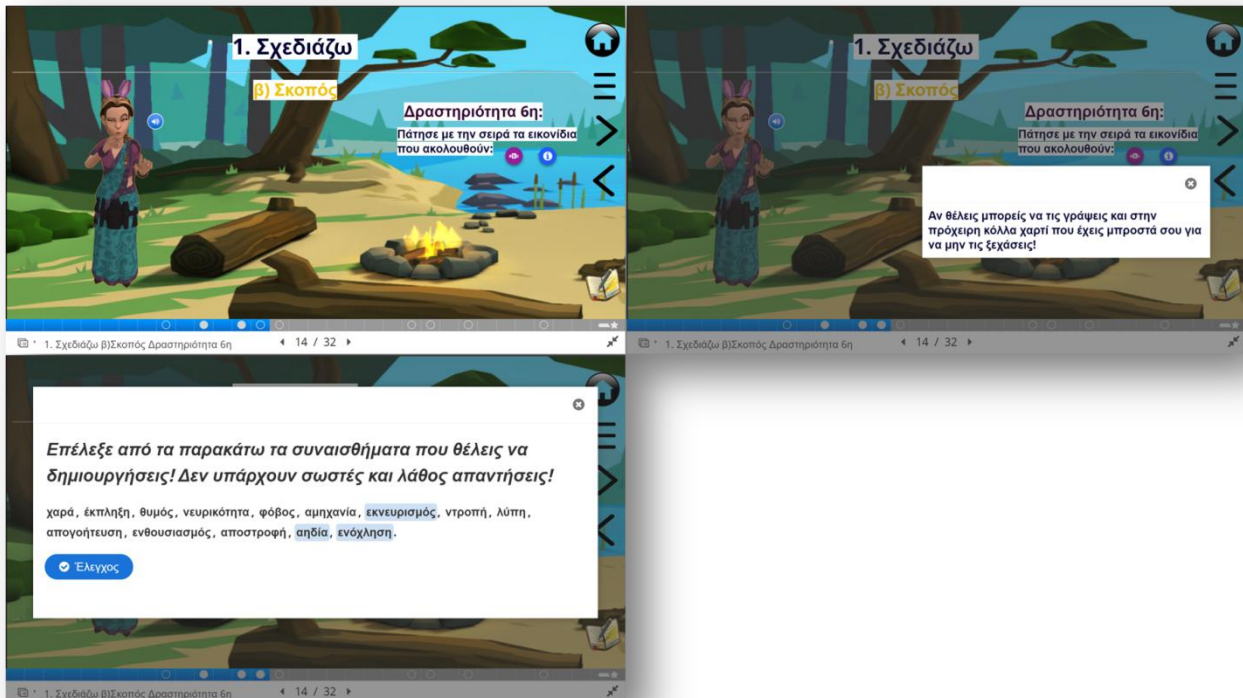 1. Σχεδιάζω
β) Σκοπός
Δραστηριότητα 6η:
Πάτησε με την σειρά τα εικονίδια
που ακολουθούν:
1. Σχεδιάζω β)Σκοπός Δραστηριότητα 6η
14 / 32
1. Σχεδιάζω
β) Σκοπός
Δραστηριότητα 6η:
Πάτησε με την σειρά τα εικονίδια
που ακολουθούν:
Αν θέλεις μπορείς να τις γράψεις και στην
πρόχειρη κόλλα χαρτί που έχεις μπροστά σου για
να μην τις ξεχάσεις!
1. Σχεδιάζω β)Σκοπός Δραστηριότητα 6η
14 / 32
Επέλεξε από τα παρακάτω τα συναισθήματα που θέλεις να
δημιουργήσεις! Δεν υπάρχουν σωστές και λάθος απαντήσεις!
χαρά, έκπληξη, θυμός, νευρικότητα, φόβος, αμηχανία, εκνευρισμός, ντροπή, λύπη,
απογοήτευση, ενθουσιασμός, αποστροφή, αηδία, ενόχληση.
Έλεγχος
1. Σχεδιάζω β)Σκοπός Δραστηριότητα 6η
14 / 32